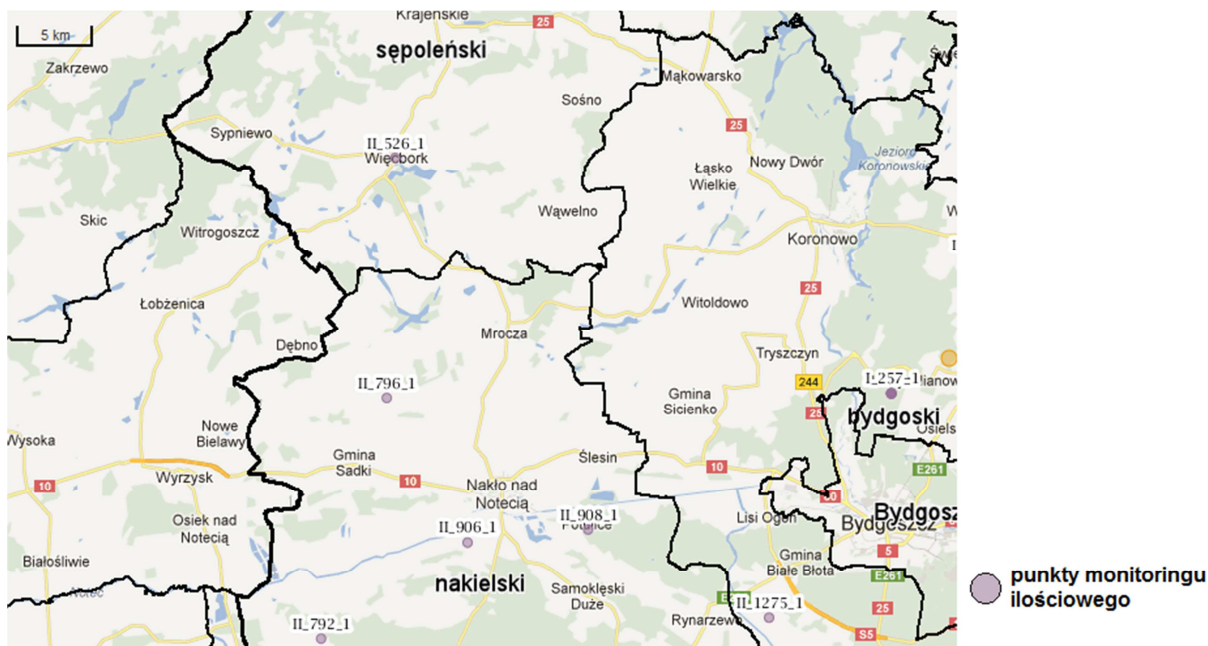 5 km
Krajeńskie
25
sępoleński
Zakrzewo
Mąkowarsko
Sośno
Sypniewo
25
II_526_1
Więcbork
Nowy Dwór
Jezioro
Koronowskie
Łąsko
Wielkie
Skic
Wąwelno
Witrogoszcz
Koronowo
25
Łobżenica
Witoldowo
Mrocza
Dębno
Tryszczyn
244
II_796_1
I_257_1
Gmina
Sicienko
25
bydgoski
Nowe
Bielawy
Wysoka
Gmina
Sadki
Ślesin
10
E261
Wyrzysk
10
10
Nakło nad
Notecią
Osiek nad
Notecią
II_906_1
II_908_1
Lisi Ogon
Bydgoszcz
5
Białośliwie
Gmina
Białe Błota
E261
nakielski
Samoklęski
Duże
25
II_1275_1
Rynarzewo
II_792_1
S5
punkty monitoringu
ilościowego